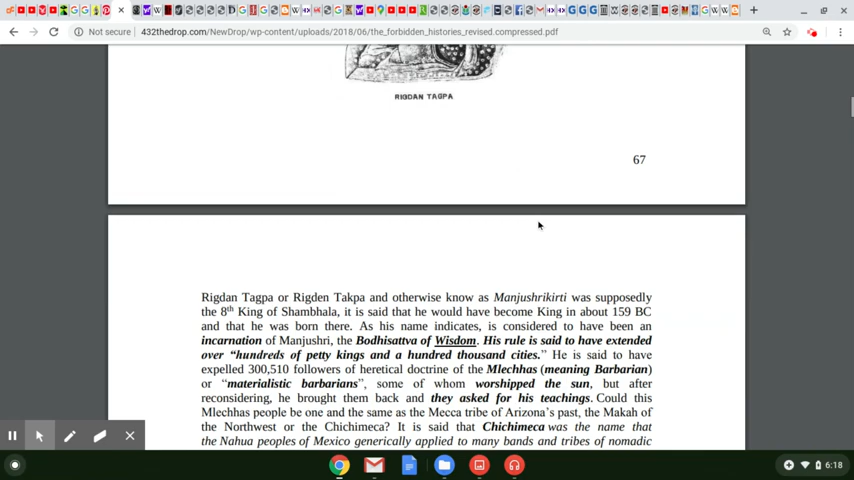 Not secure
432thedrop.com/NewDrop/wp-content/uploads/2018/06/the_forbidden_histories_revised.compressed.pdf
RIGDAN TAGPA
67
Rigdan Tagpa or Rigden Takpa and otherwise know as Manjushrikirti was supposedly
the 8th King of Shambhala, it is said that he would have become King in about 159 BC
and that he was born there. As his name indicates, is considered to have been an
incarnation of Manjushri, the Bodhisattva of Wisdom. His rule is said to have extended
over “hundreds of petty kings and a hundred thousand cities.” He is said to have
expelled 300,510 followers of heretical doctrine of the Mlechhas (meaning Barbarian)
or “materialistic barbarians”, some of whom worshipped the sun, but after
reconsidering, he brought them back and they asked for his teachings. Could this
Mlechhas people be one and the same as the Mecca tribe of Arizona’s past, the Makah of
the Northwest or the Chichimeca? It is said that Chichimeca was the name that
the Nahua peoples of Mexico generically applied to many bands and tribes of nomadic
6:18